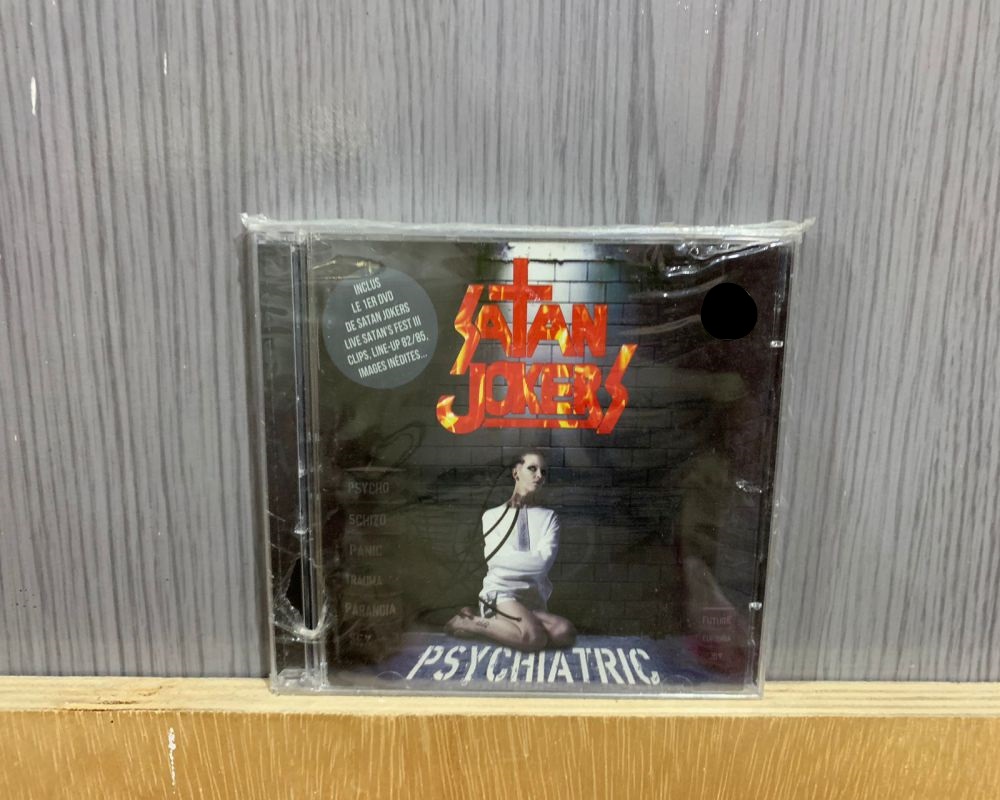 INCLUS
LE 1ER DVD
DE SATAN JOKERS
LIVE SATAN'S FEST III
CLIPS, LINE-UP 82/85,
IMAGES INÉDITES...
SATAN
JOKERS
PSYCHO
SCHIZO
PANIC
TRAUMA
PARANOIA
SEX
FUTURE
PSYCHIATRIC